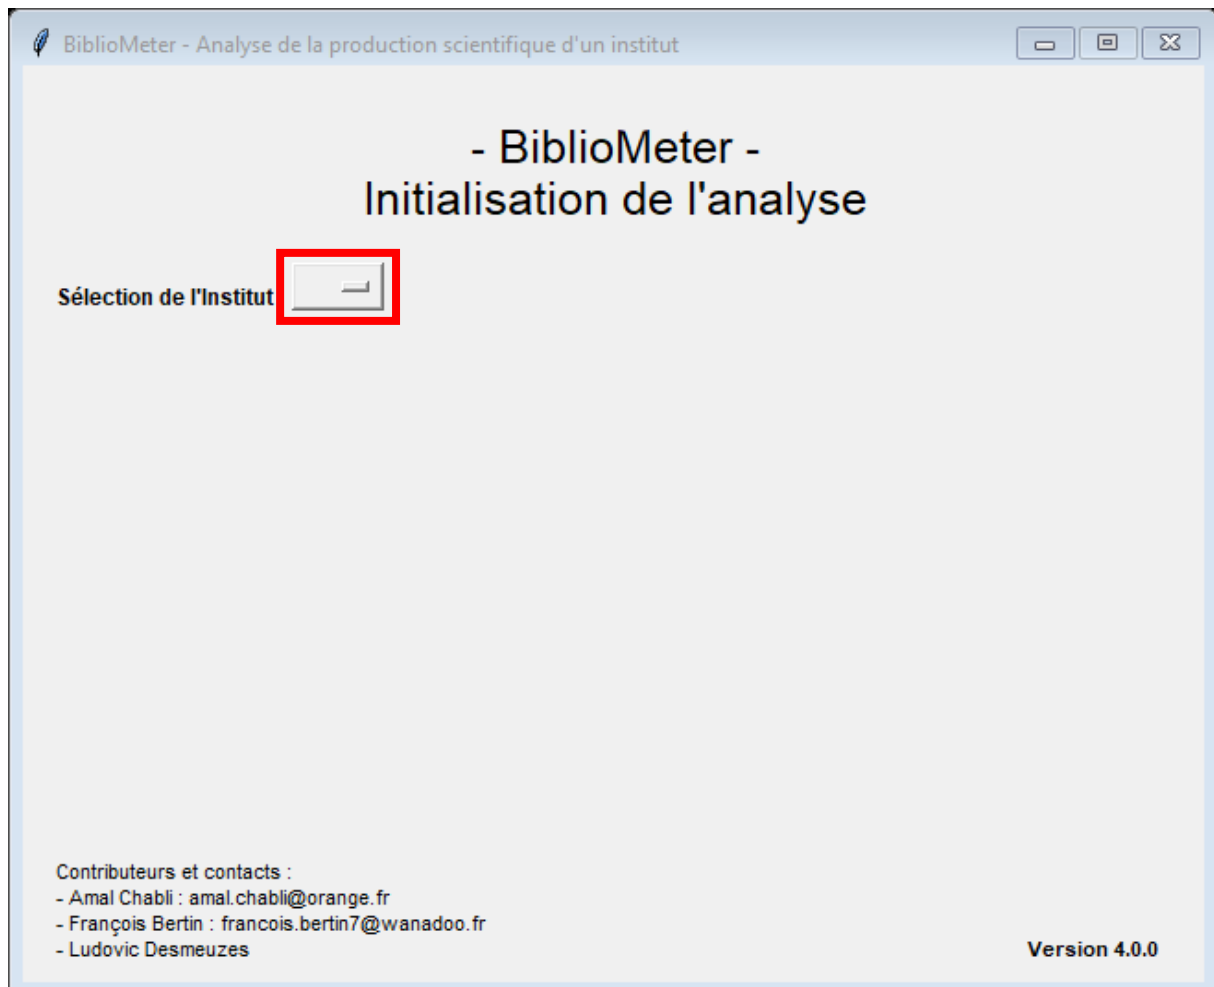 BiblioMeter - Analyse de la production scientifique d'un institut
- BiblioMeter -
Initialisation de l'analyse
Sélection de l'Institut
Contributeurs et contacts :
- Amal Chabli : amal.chabli@orange.fr
- François Bertin : francois.bertin7@wanadoo.fr
- Ludovic Desmeuzes
Version 4.0.0